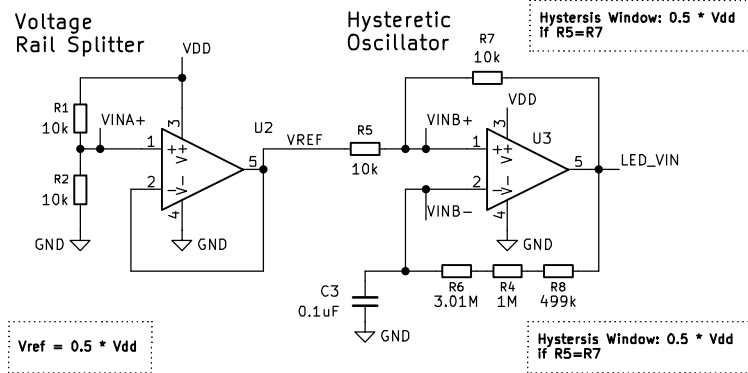 Voltage
Rail Splitter
Hysteretic
Oscillator
Hystersis Window: 0.5 * Vdd
if R5=R7
VDD
R7
10k
R1
10k
VINA+
3
1
+
+
V
U2
VREF
R5
10k
VINB+
VDD
3
1
+
+
V
U3
5
5
LED_VIN
R2
10k
2
-
V-
4
GND
GND
2
-
V-
4
VINB-
GND
C3
0.1uF
GND
R6
3.01M
R4
1M
R8
499k
Vref = 0.5 * Vdd
Hystersis Window: 0.5 * Vdd
if R5=R7